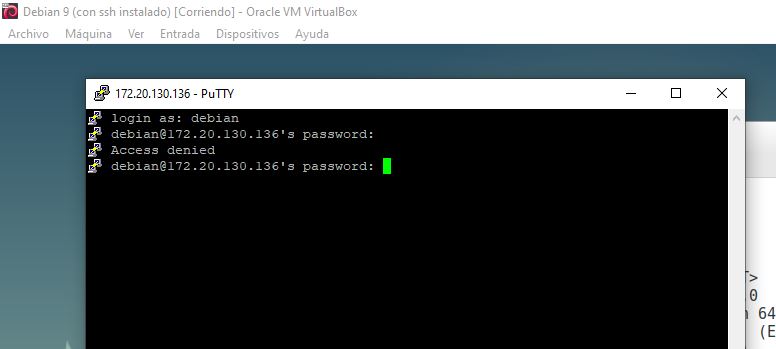 Debian 9 (con ssh instalado) [Corriendo] - Oracle VM VirtualBox
Archivo Máquina Ver Entrada Dispositivos Ayuda
172.20.130.136 - PuTTY
login as: debian
debian@172.20.130.136's password:
Access denied
debian@172.20.130.136's password:
T>
.0
64
(E